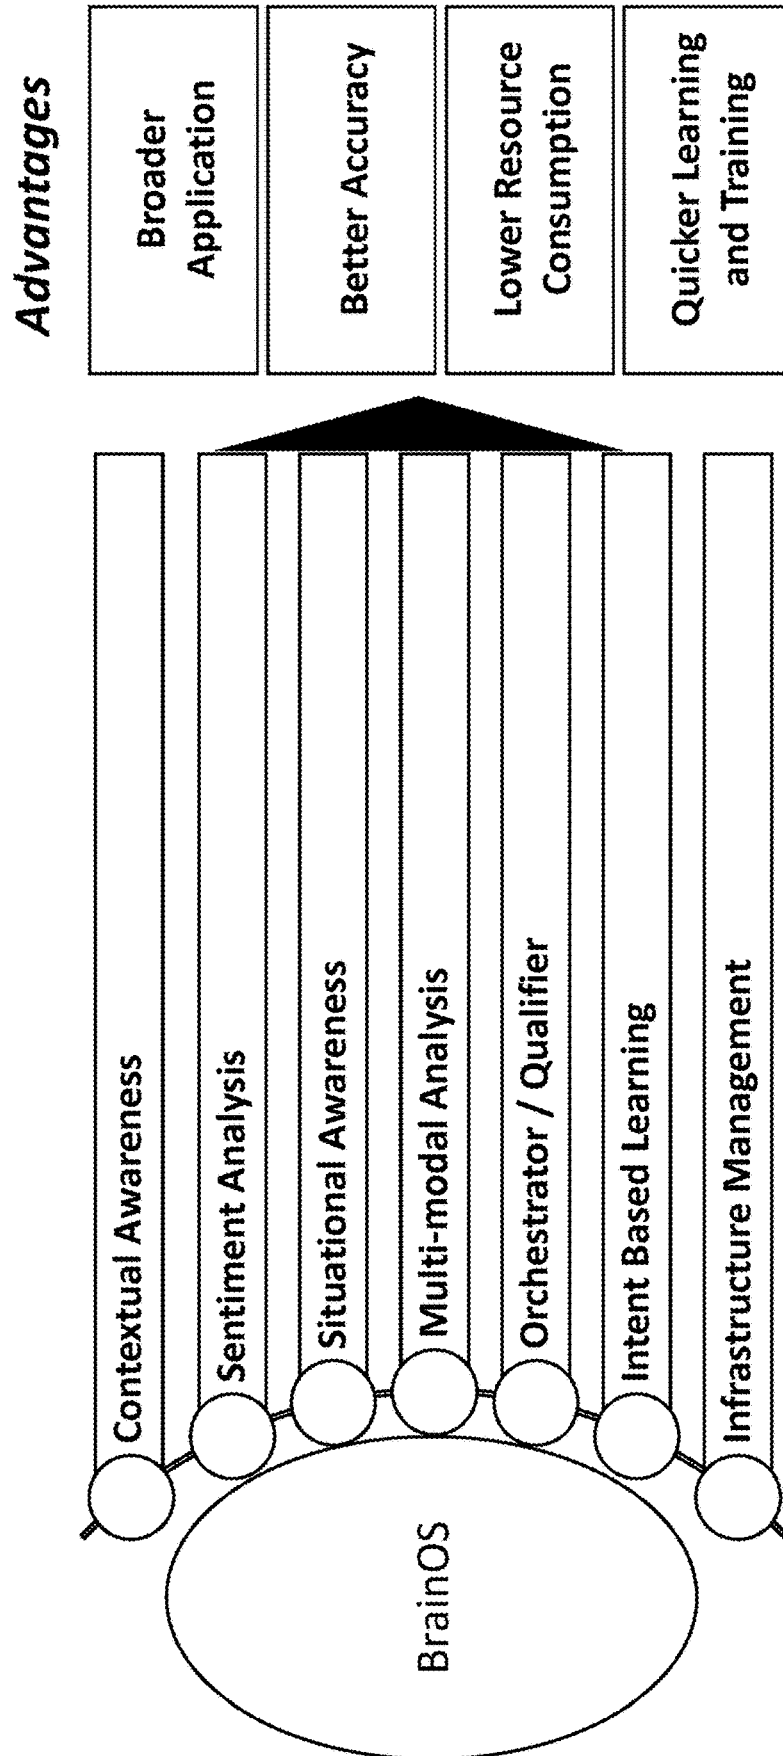 BrainOS
Contextual Awareness
Sentiment Analysis
Situational Awareness
Multi-modal Analysis
Orchestrator / Qualifier
Intent Based Learning
Infrastructure Management
Advantages
Broader
Application
Better Accuracy
Lower Resource
Consumption
Quicker Learning
and Training